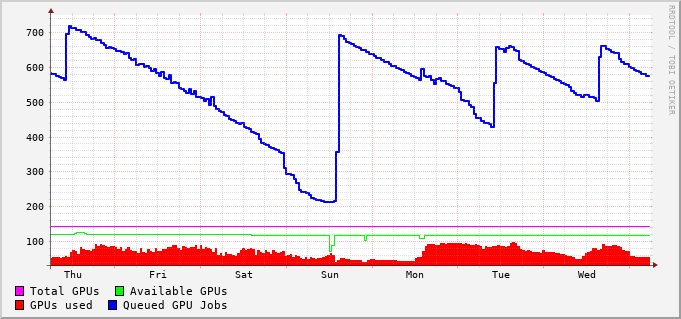 700
600
500
400
300
200
100
Thu Fri Sat Sun Mon Tue Wed
RRDTOOL / TOBI OETIKER
Total GPUs Available GPUs
GPUs used Queued GPU Jobs